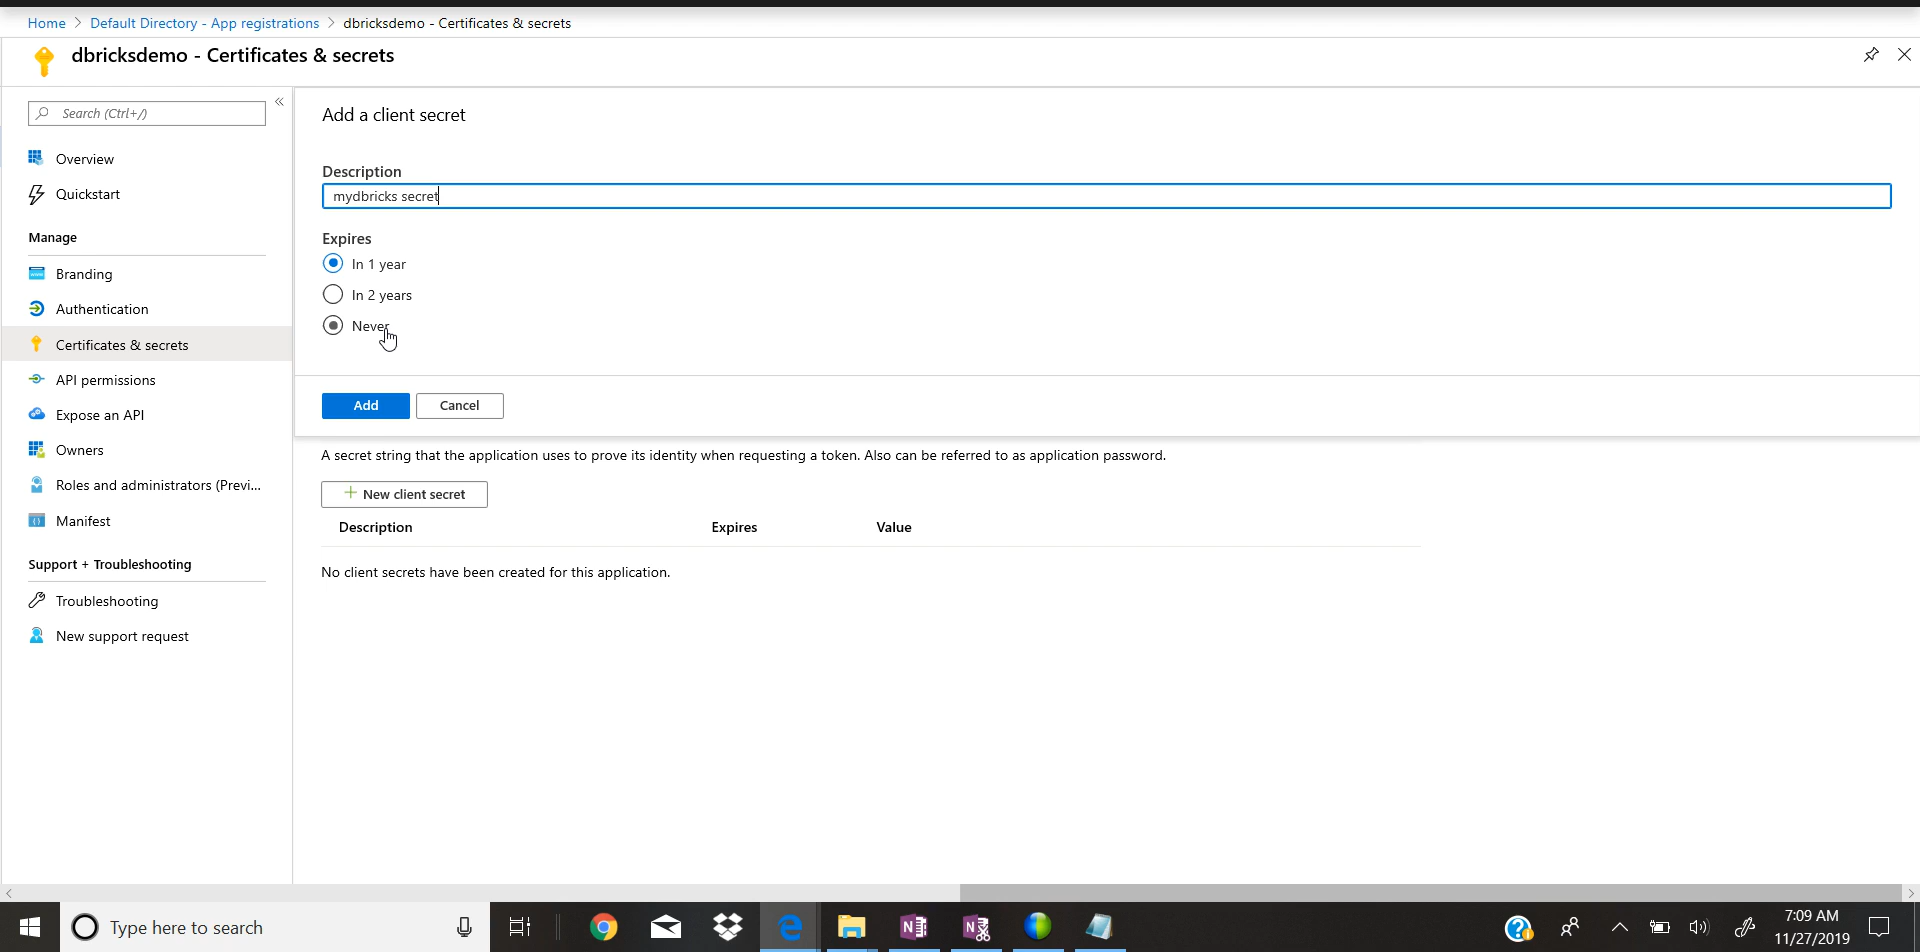 Home > Default Directory - App registrations > dbricksdemo - Certificates & secrets
dbricksdemo - Certificates & secrets
Search (Ctrl+/)
«
Overview
Quickstart
Manage
Branding
Authentication
Certificates & secrets
API permissions
Expose an API
Owners
Roles and administrators (Previ...
Manifest
Support + Troubleshooting
Troubleshooting
New support request
Add a client secret
Description
mydbricks secret
Expires
In 1 year
In 2 years
Never
Add
Cancel
A secret string that the application uses to prove its identity when requesting a token. Also can be referred to as application password.
+ New client secret
Description Expires Value
No client secrets have been created for this application.
Type here to search
7:09 AM
11/27/2019